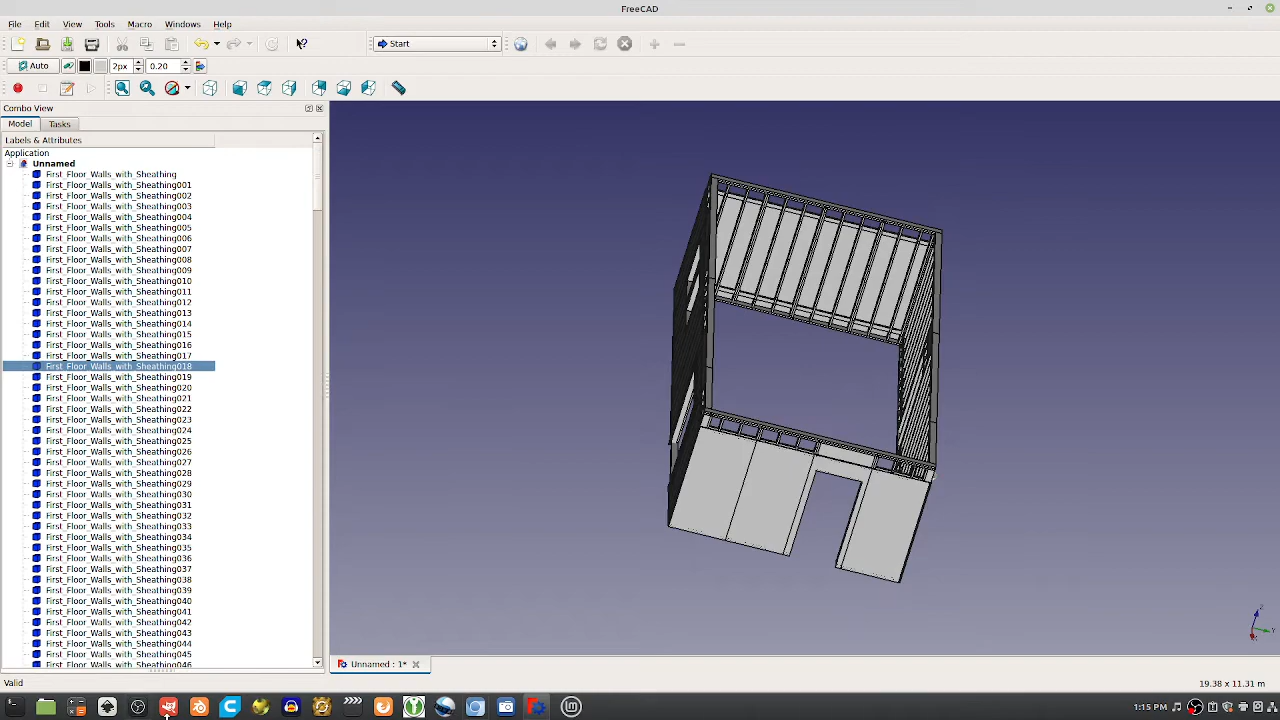 FreeCAD
File Edit View Tools Macro Windows Help
Start
Auto 2px 0.20
Combo View
Model Tasks
Labels & Attributes
Application
Unnamed
First_Floor_Walls_with_Sheathing
First_Floor_Walls_with_Sheathing001
First_Floor_Walls_with_Sheathing002
First_Floor_Walls_with_Sheathing003
First_Floor_Walls_with_Sheathing004
First_Floor_Walls_with_Sheathing005
First_Floor_Walls_with_Sheathing006
First_Floor_Walls_with_Sheathing007
First_Floor_Walls_with_Sheathing008
First_Floor_Walls_with_Sheathing009
First_Floor_Walls_with_Sheathing010
First_Floor_Walls_with_Sheathing011
First_Floor_Walls_with_Sheathing012
First_Floor_Walls_with_Sheathing013
First_Floor_Walls_with_Sheathing014
First_Floor_Walls_with_Sheathing015
First_Floor_Walls_with_Sheathing016
First_Floor_Walls_with_Sheathing017
First_Floor_Walls_with_Sheathing018
First_Floor_Walls_with_Sheathing019
First_Floor_Walls_with_Sheathing020
First_Floor_Walls_with_Sheathing021
First_Floor_Walls_with_Sheathing022
First_Floor_Walls_with_Sheathing023
First_Floor_Walls_with_Sheathing024
First_Floor_Walls_with_Sheathing025
First_Floor_Walls_with_Sheathing026
First_Floor_Walls_with_Sheathing027
First_Floor_Walls_with_Sheathing028
First_Floor_Walls_with_Sheathing029
First_Floor_Walls_with_Sheathing030
First_Floor_Walls_with_Sheathing031
First_Floor_Walls_with_Sheathing032
First_Floor_Walls_with_Sheathing033
First_Floor_Walls_with_Sheathing034
First_Floor_Walls_with_Sheathing035
First_Floor_Walls_with_Sheathing036
First_Floor_Walls_with_Sheathing037
First_Floor_Walls_with_Sheathing038
First_Floor_Walls_with_Sheathing039
First_Floor_Walls_with_Sheathing040
First_Floor_Walls_with_Sheathing041
First_Floor_Walls_with_Sheathing042
First_Floor_Walls_with_Sheathing043
First_Floor_Walls_with_Sheathing044
First_Floor_Walls_with_Sheathing045
First_Floor_Walls_with_Sheathing046
Unnamed : 1*
Valid
19.38 x 11.31 m
1:15 PM